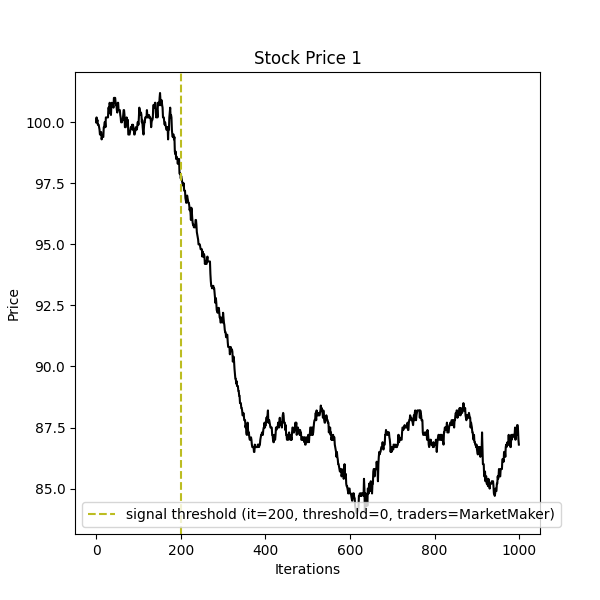 Stock Price 1
Price
100.0
97.5
95.0
92.5
90.0
87.5
85.0
signal threshold (it=200, threshold=0, traders=MarketMaker)
0 200 400 600 800 1000
Iterations